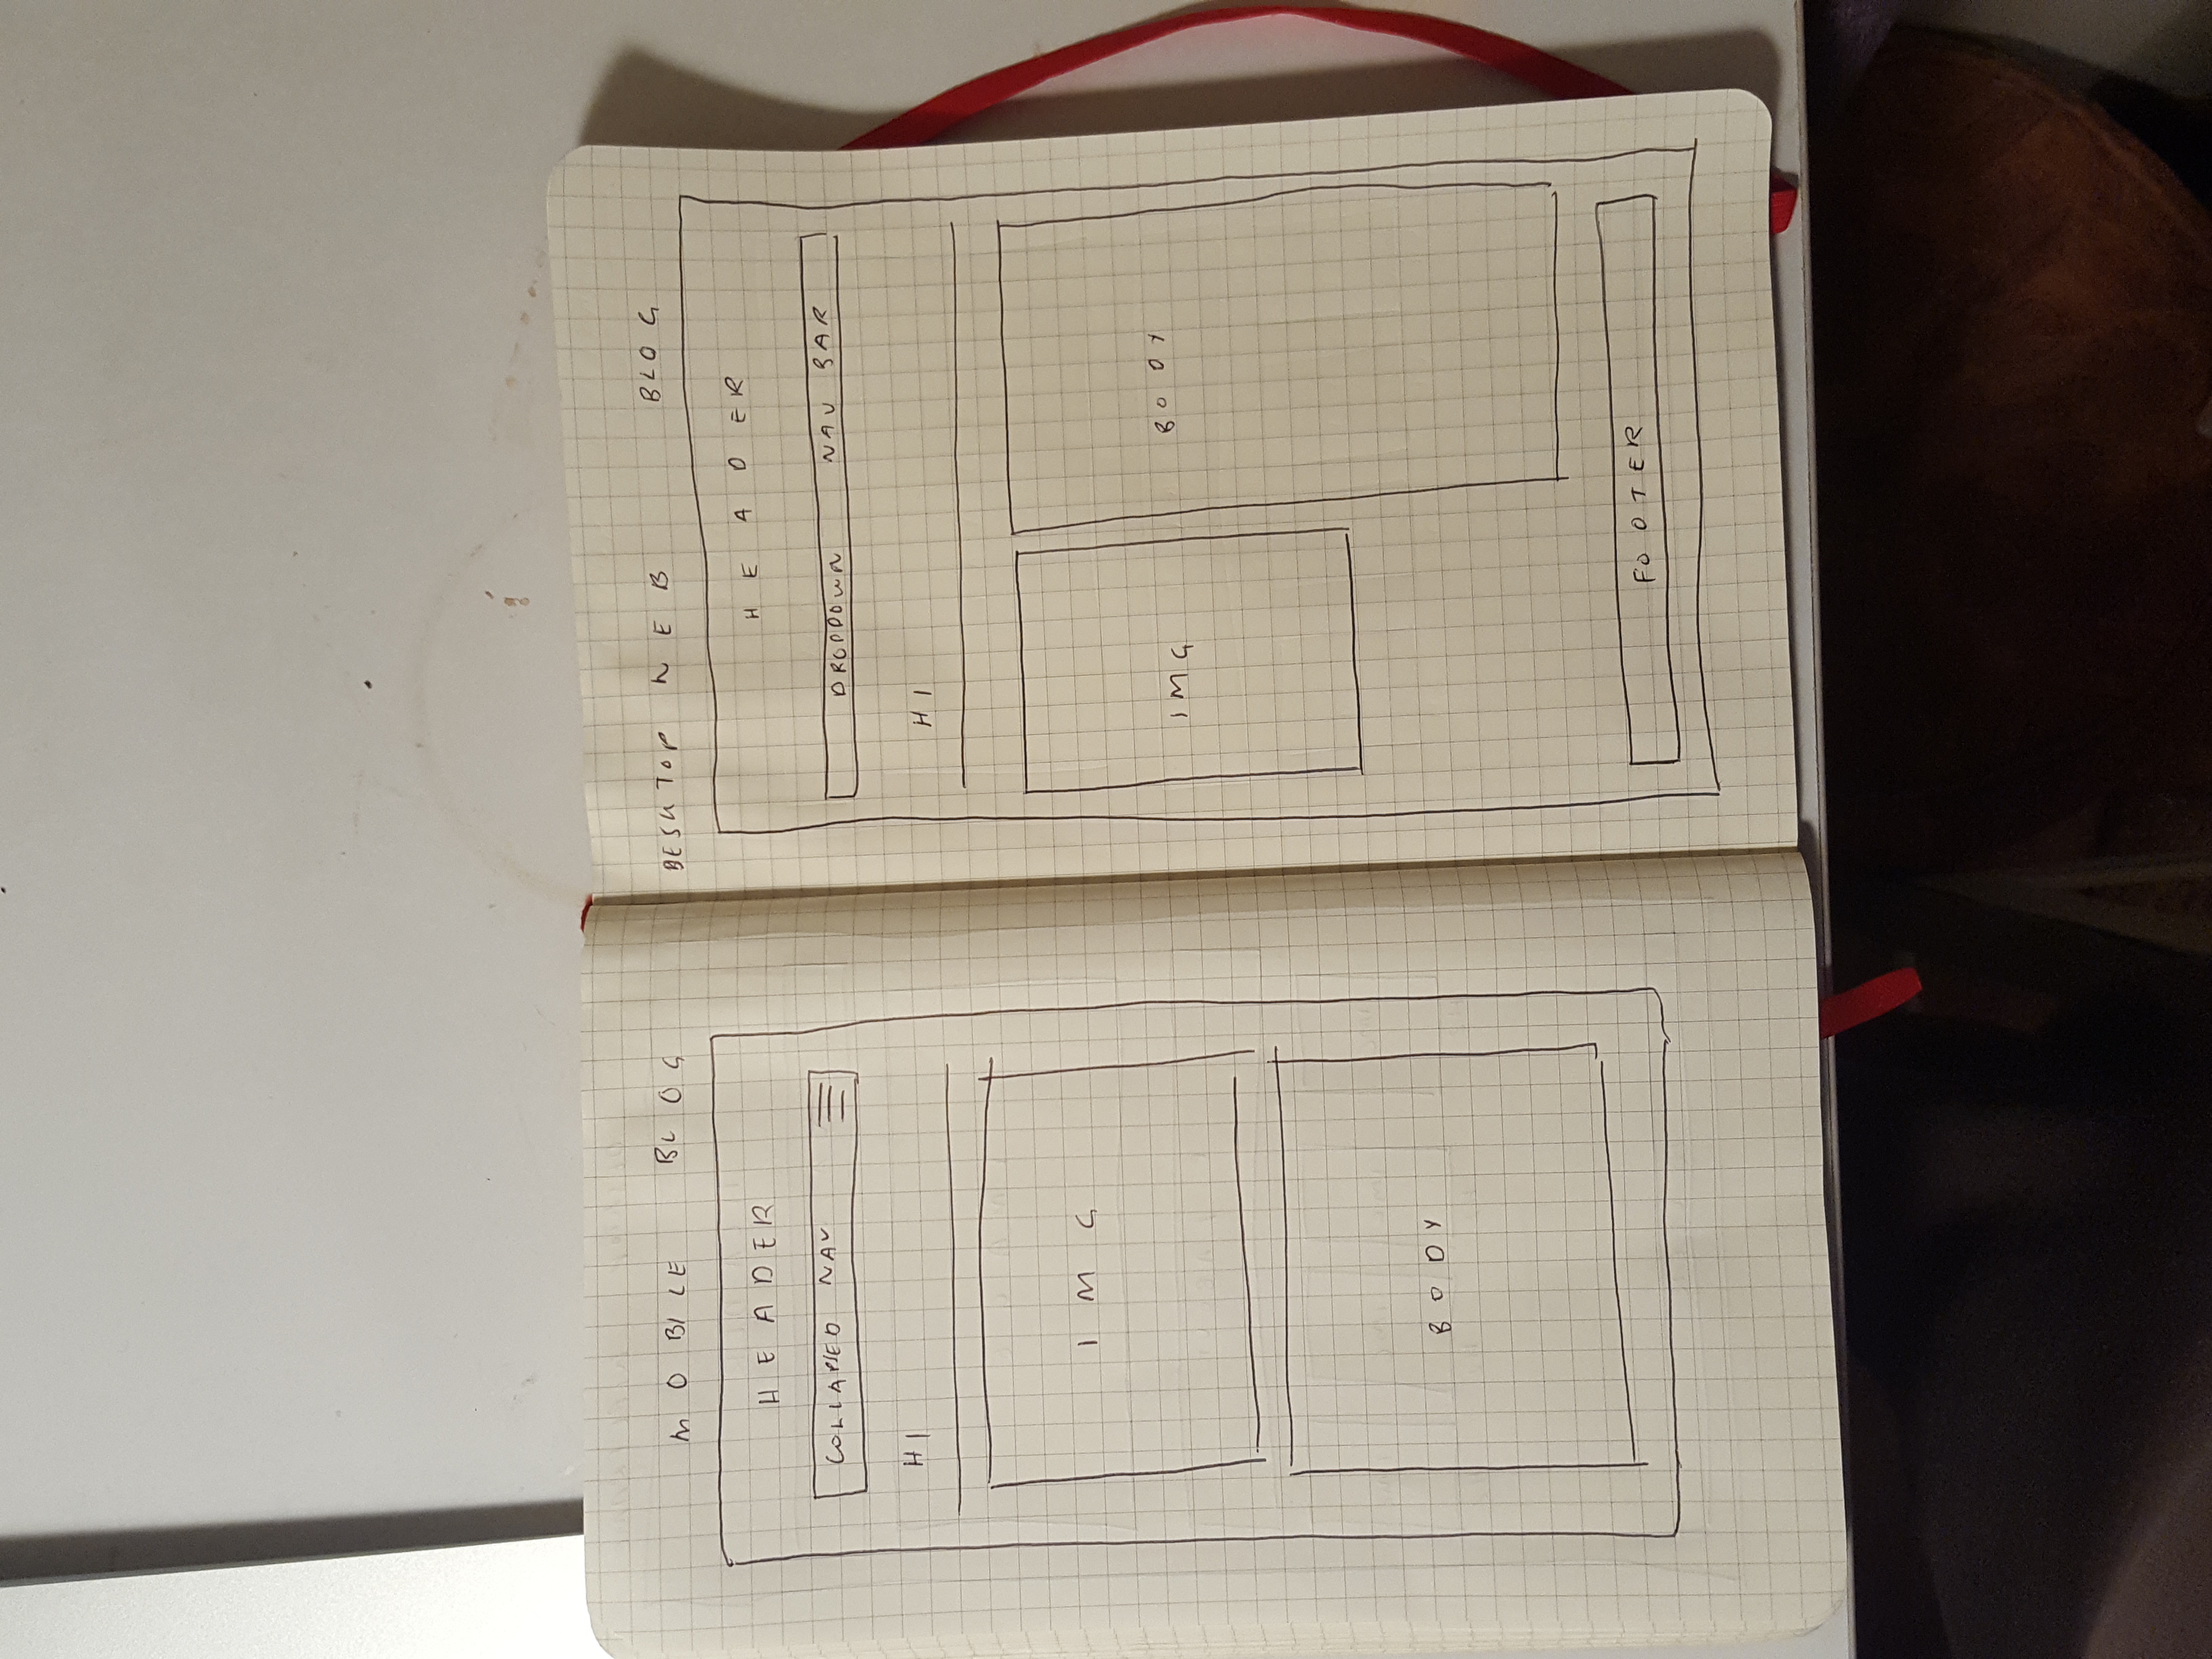 MOBILE BLOG
HEADER
COLLAPSED NAV
H1
IMG
BODY
DESKTOP WEB BLOG
HEADER
DROPDOWN NAV BAR
H1
IMG
BODY
FOOTER